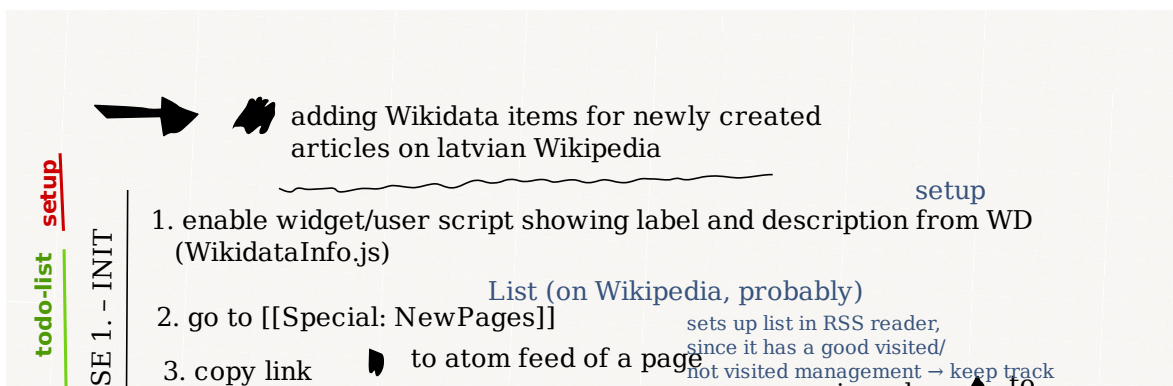 adding Wikidata items for newly created
articles on latvian Wikipedia
setup
setup
1. enable widget/user script showing label and description from WD
(WikidataInfo.js)
todo-list
SE 1. – INIT
List (on Wikipedia, probably)
2. go to [[Special: NewPages]]
sets up list in RSS reader,
since it has a good visited/
not visited management → keep track
3. copy link to atom feed of a page
to